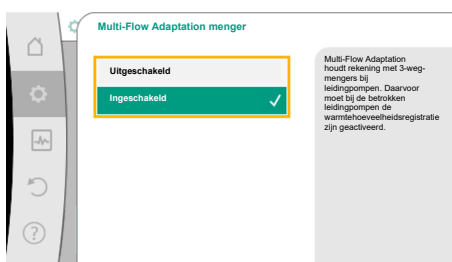 Multi-Flow Adaptation menger
Uitgeschakeld
Ingeschakeld
Multi-Flow Adaptation
houdt rekening met 3-weg-
mengers bij
leidingpompen. Daarvoor
moet bij de betrokken
leidingpompen de
warmtehoeveelheidsregistratie
zijn geactiveerd.
?